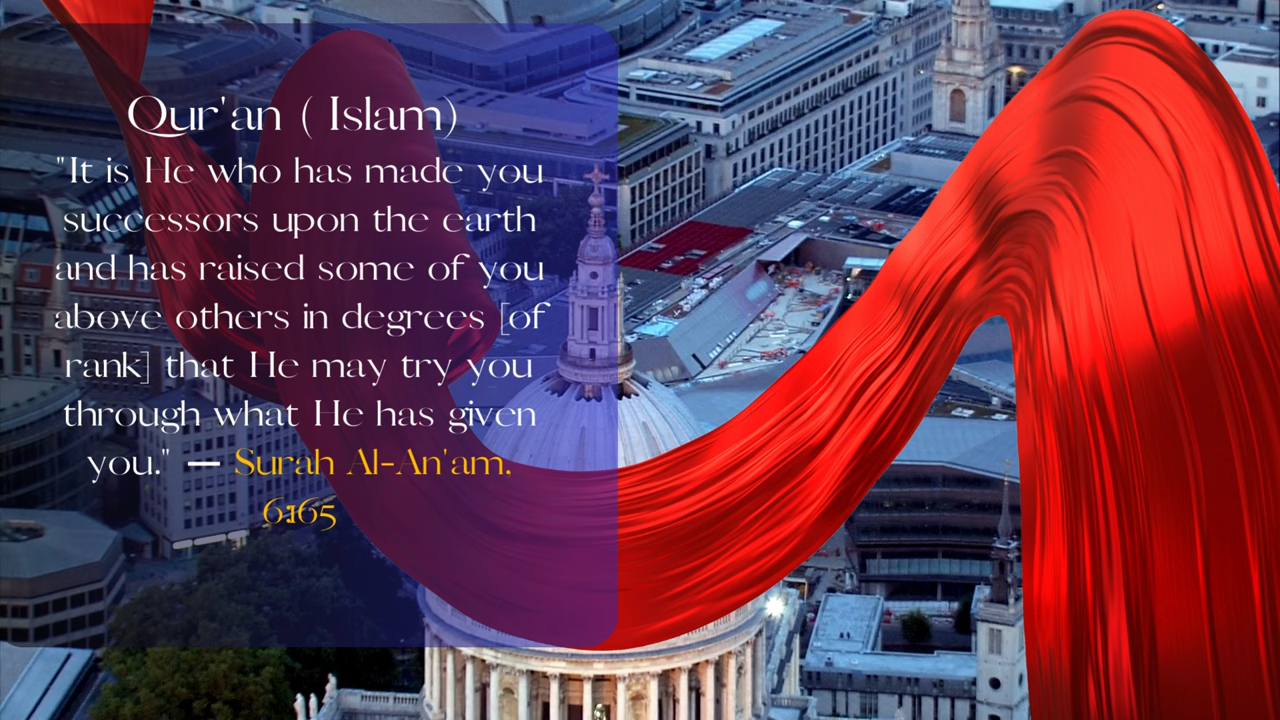 Qur'an ( Islam)
"It is He who has made you
successors upon the earth
and has raised some of you
above others in degrees [of
rank] that He may try you
through what He has given
you." — Surah Al-An'am,
6:165